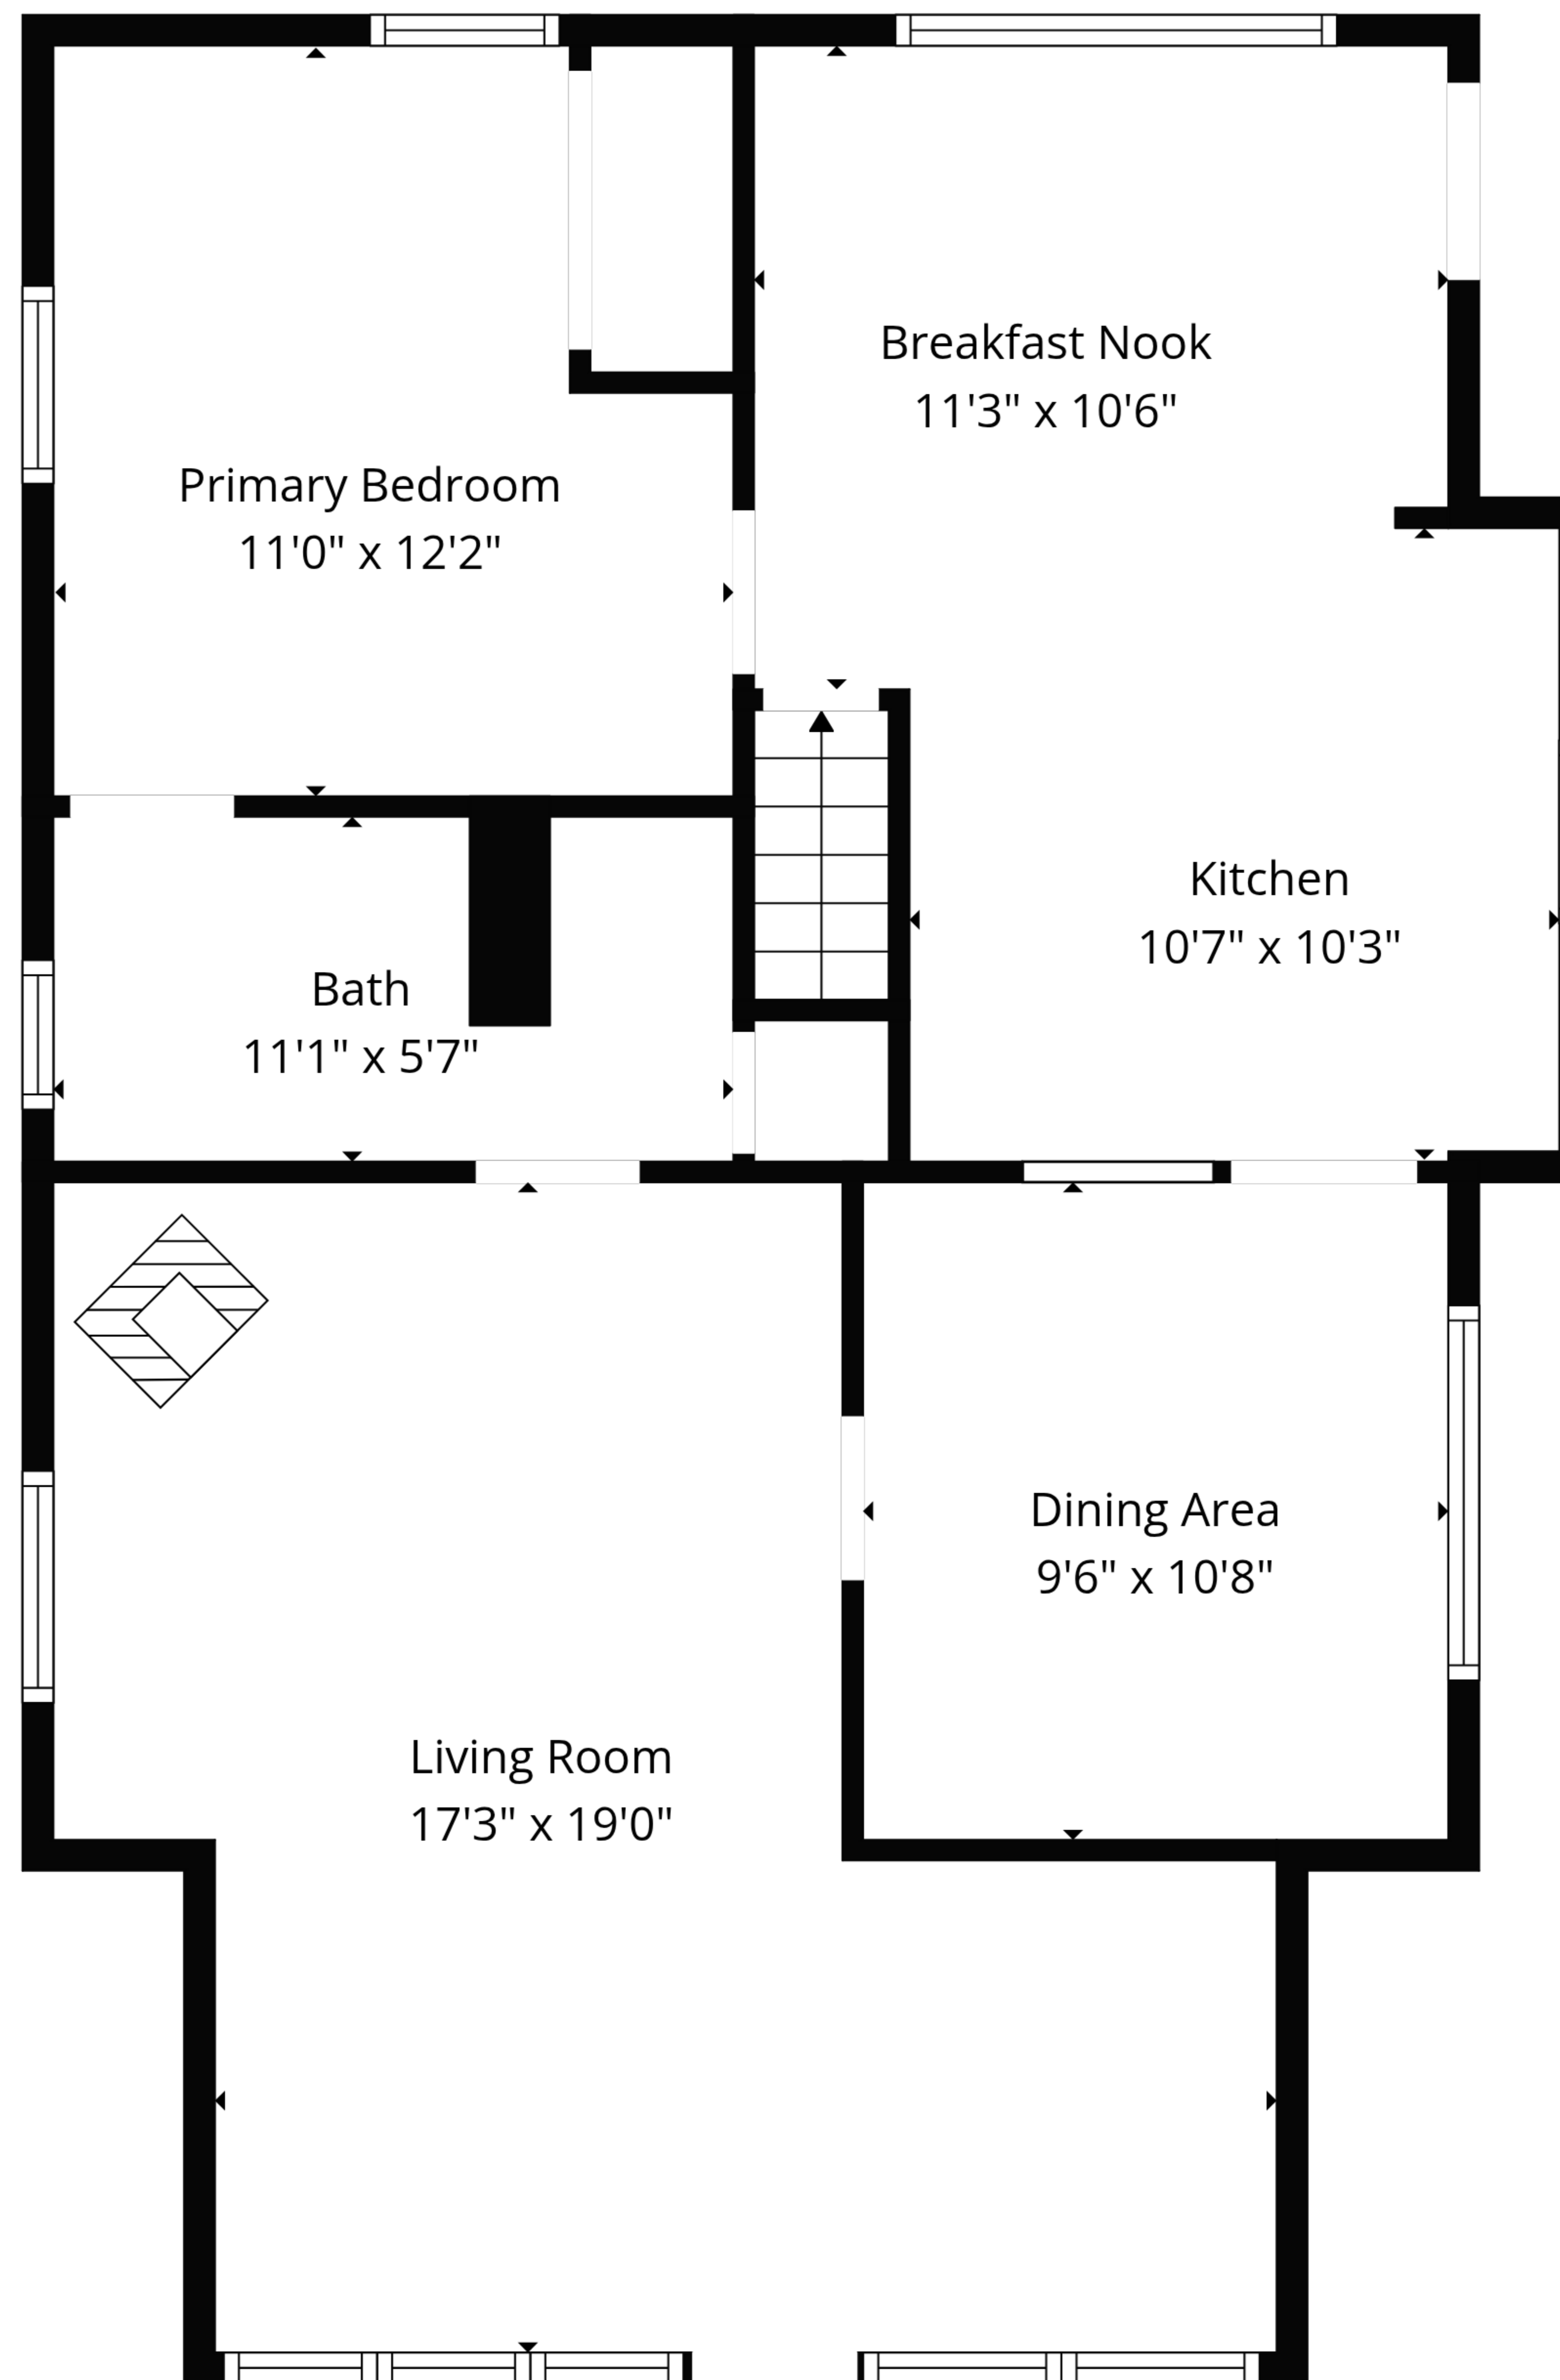 Breakfast Nook
11'3" x 10'6"
Primary Bedroom
11'0" x 12'2"
Kitchen
10'7" x 10'3"
Bath
11'1" x 5'7"
Dining Area
9'6" x 10'8"
Living Room
17'3" x 19'0"